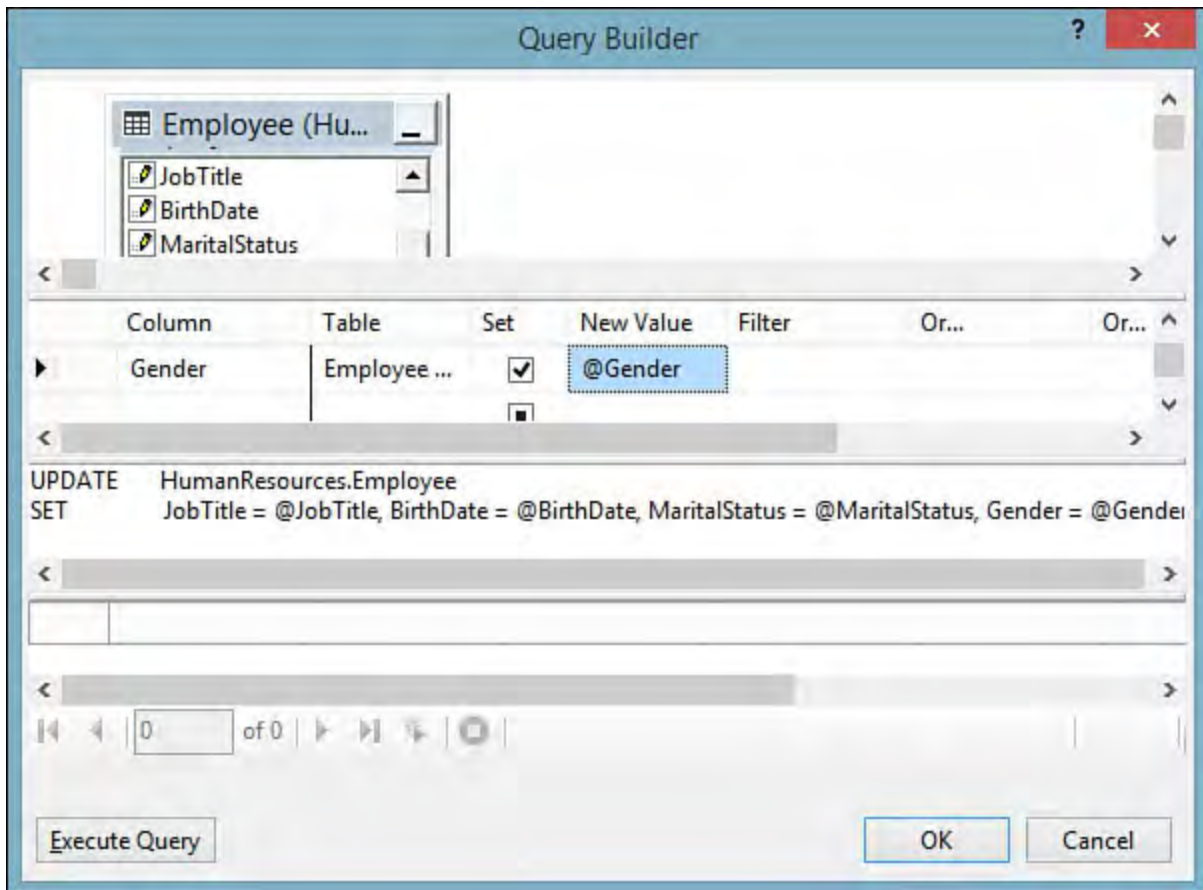 Query Builder
?
Employee (Hu...
JobTitle
BirthDate
MaritalStatus
Column Table Set New Value Filter Or... Or...
Gender Employee ... @Gender
UPDATE HumanResources.Employee
SET JobTitle = @JobTitle, BirthDate = @BirthDate, MaritalStatus = @MaritalStatus, Gender = @Gender
0 of 0
Execute Query OK Cancel